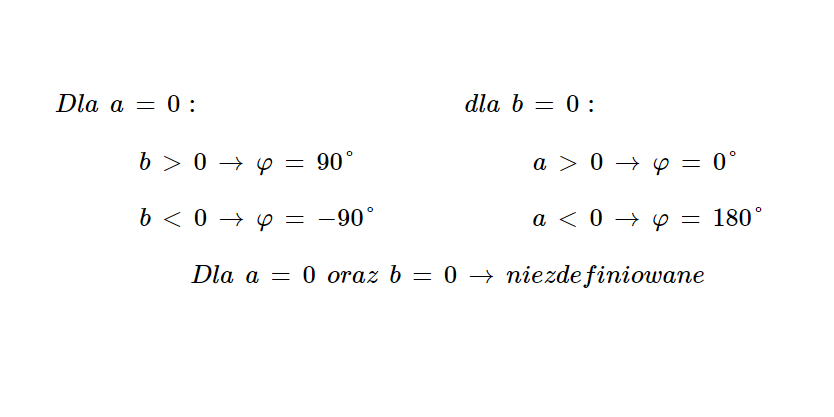 Dla a = 0 : dla b = 0 :
b > 0 → φ = 90° a > 0 → φ = 0°
b < 0 → φ = −90° a < 0 → φ = 180°
Dla a = 0 oraz b = 0 → niezdefiniowane